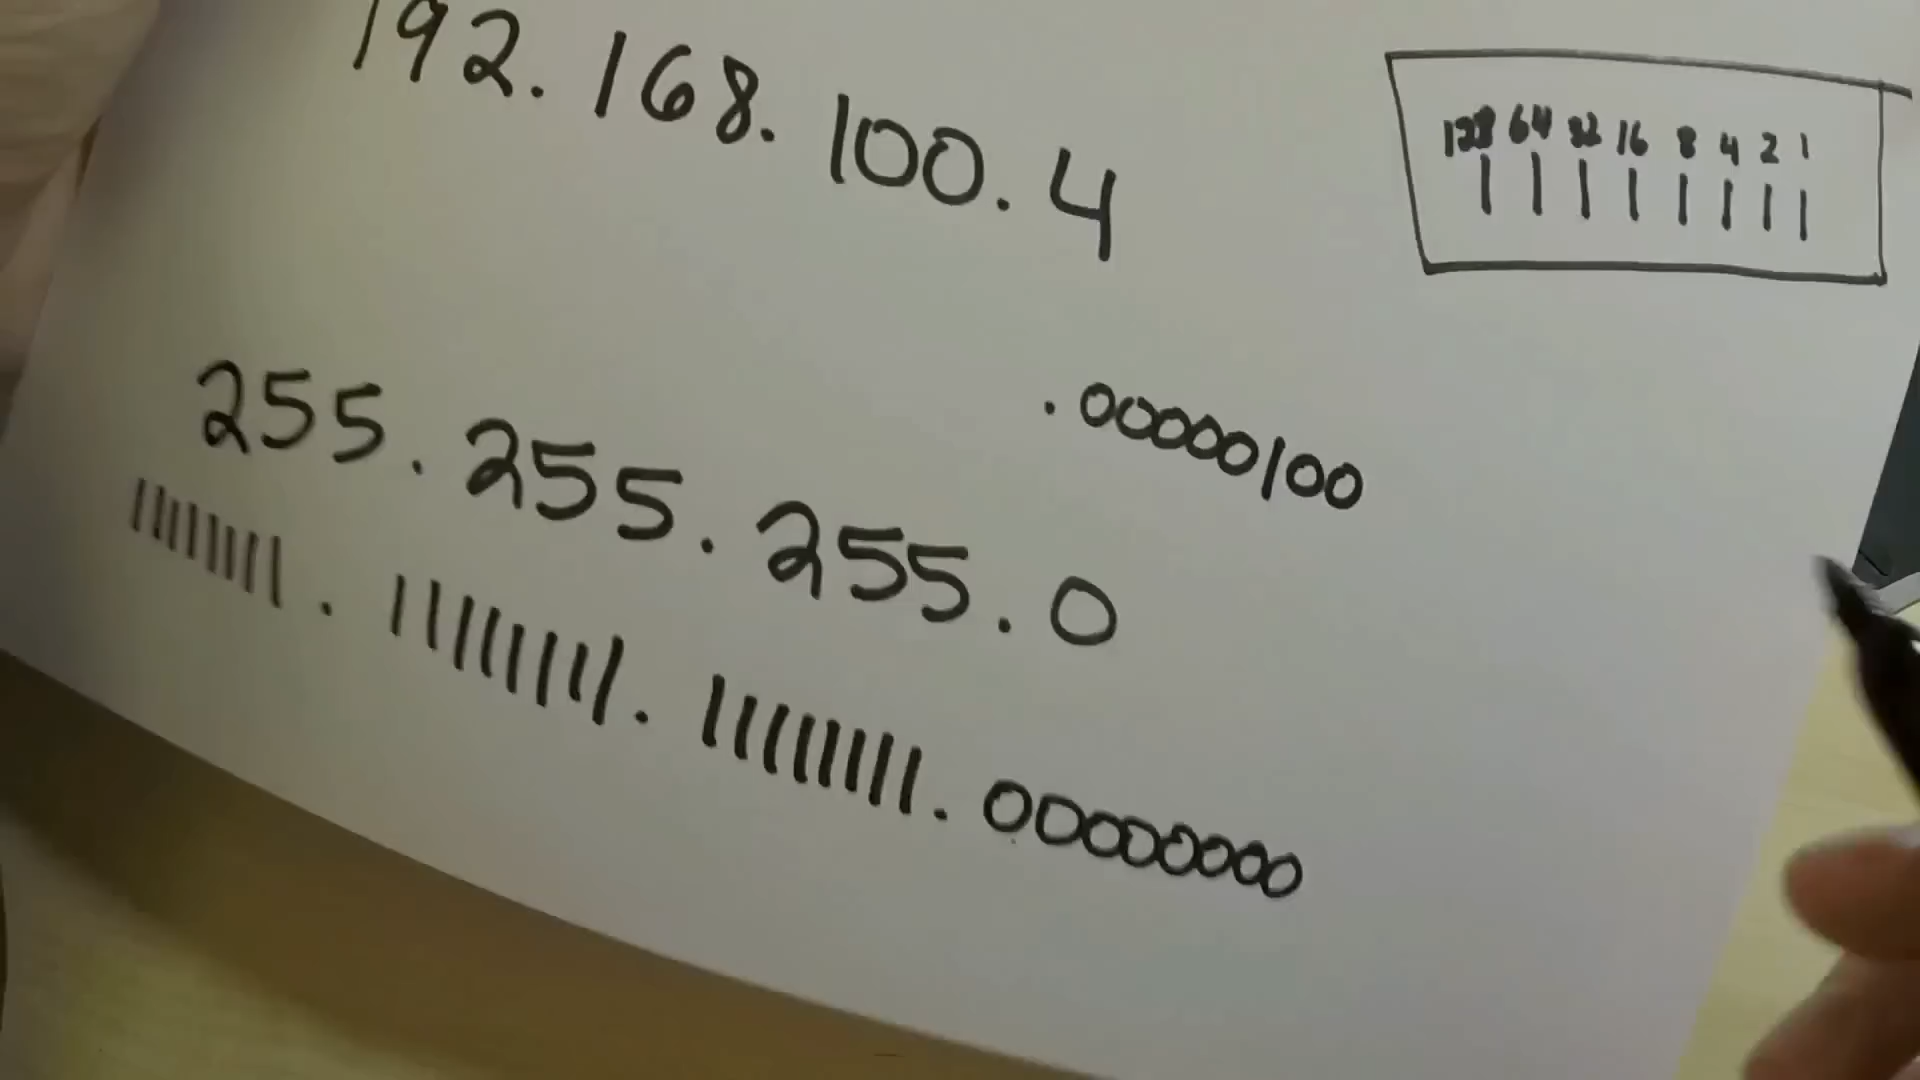 192.168.100.4
128 64 32 16 8 4 2 1
1 1 1 1 1 1 1 1
.00000100
255.255.255.0
11111111.11111111.11111111.00000000